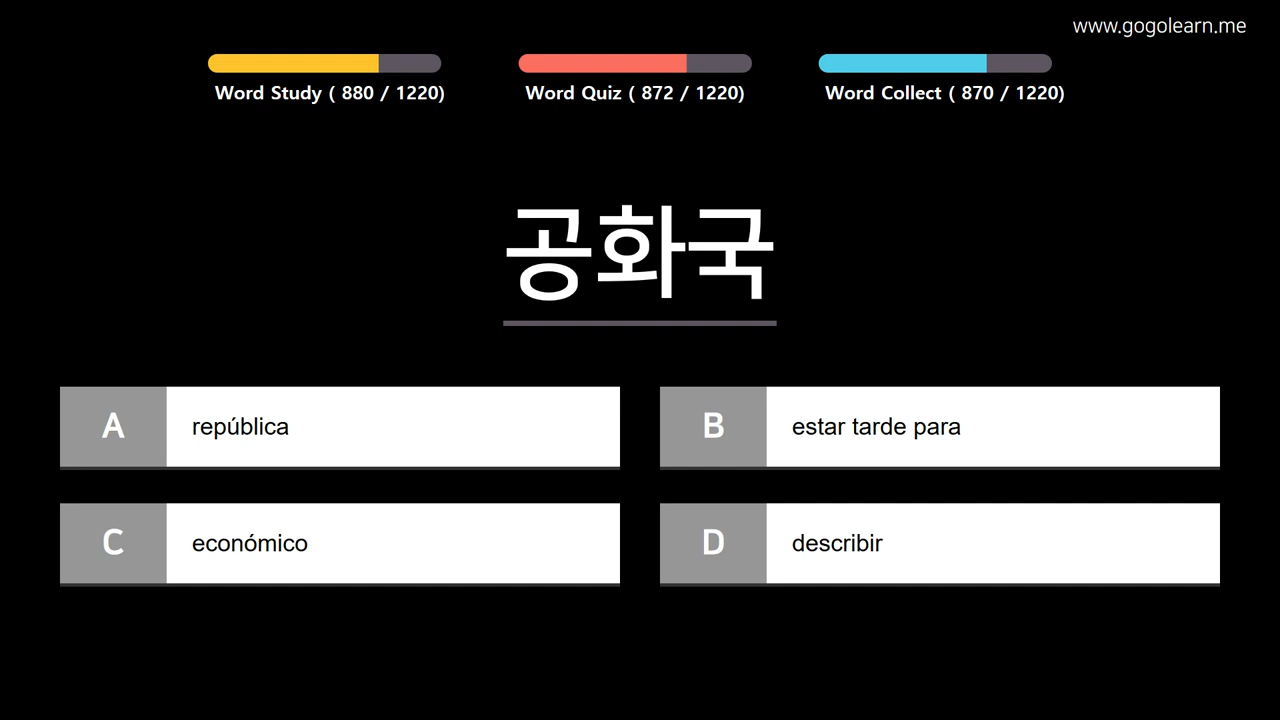 www.gogolearn.me
Word Study ( 880 / 1220)
Word Quiz ( 872 / 1220)
Word Collect ( 870 / 1220)
공화국
A república
B estar tarde para
C económico
D describir